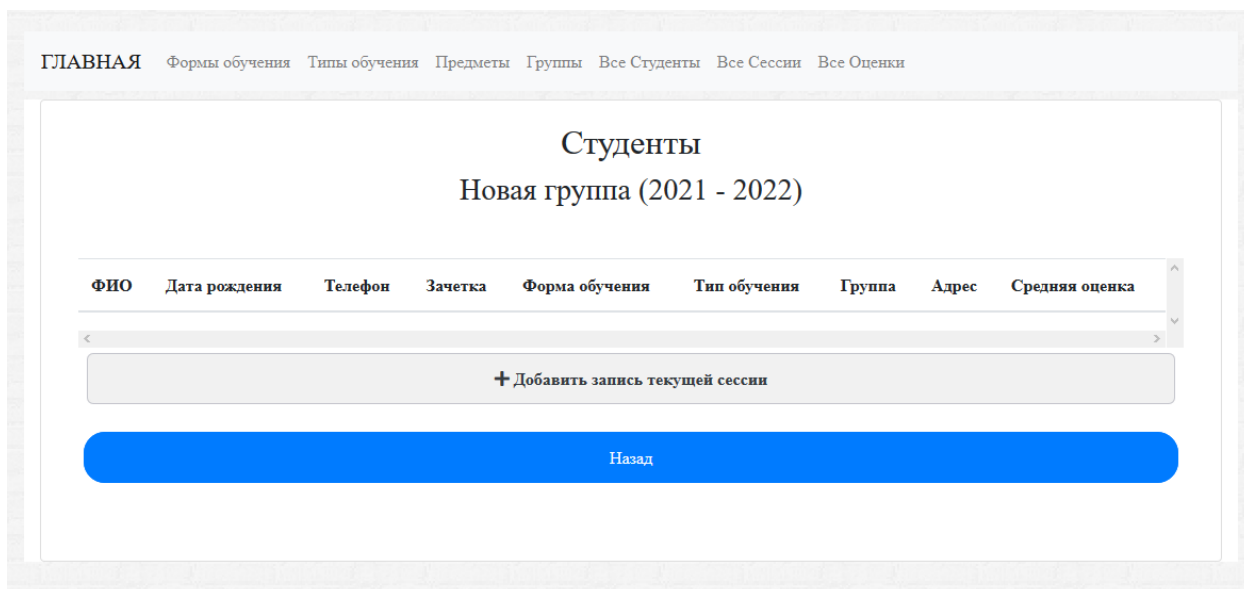 ГЛАВНАЯ Формы обучения Типы обучения Предметы Группы Все Студенты Все Сессии Все Оценки
Студенты
Новая группа (2021 - 2022)
ФИО Дата рождения Телефон Зачетка Форма обучения Тип обучения Группа Адрес Средняя оценка
+ Добавить запись текущей сессии
Назад